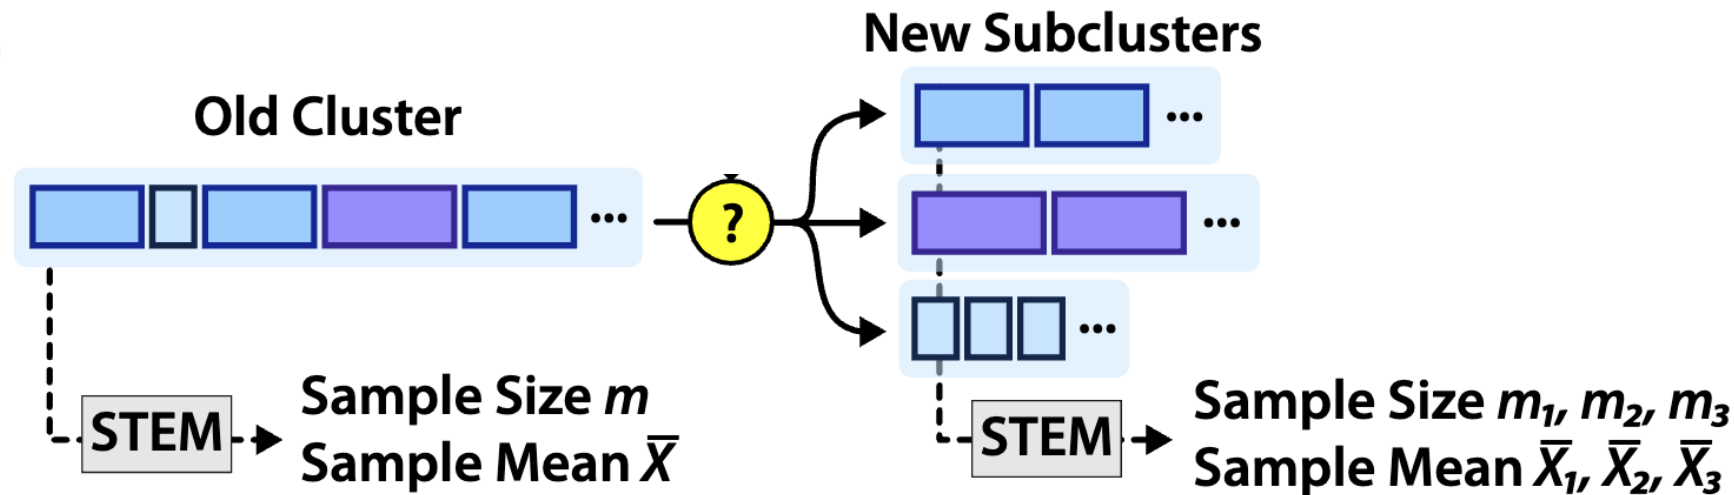 New Subclusters
Old Cluster
...
...
...
?
...
STEM
Sample Size m
Sample Mean X̅
STEM
Sample Size m₁, m₂, m₃
Sample Mean X̅₁, X̅₂, X̅₃